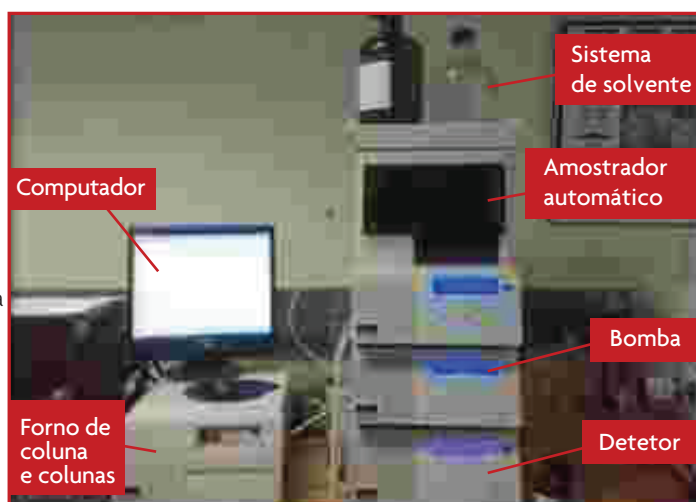 Sistema
de solvente
Amostrador
automático
Computador
a
Bomba
Forno de
coluna
e colunas
Detetor